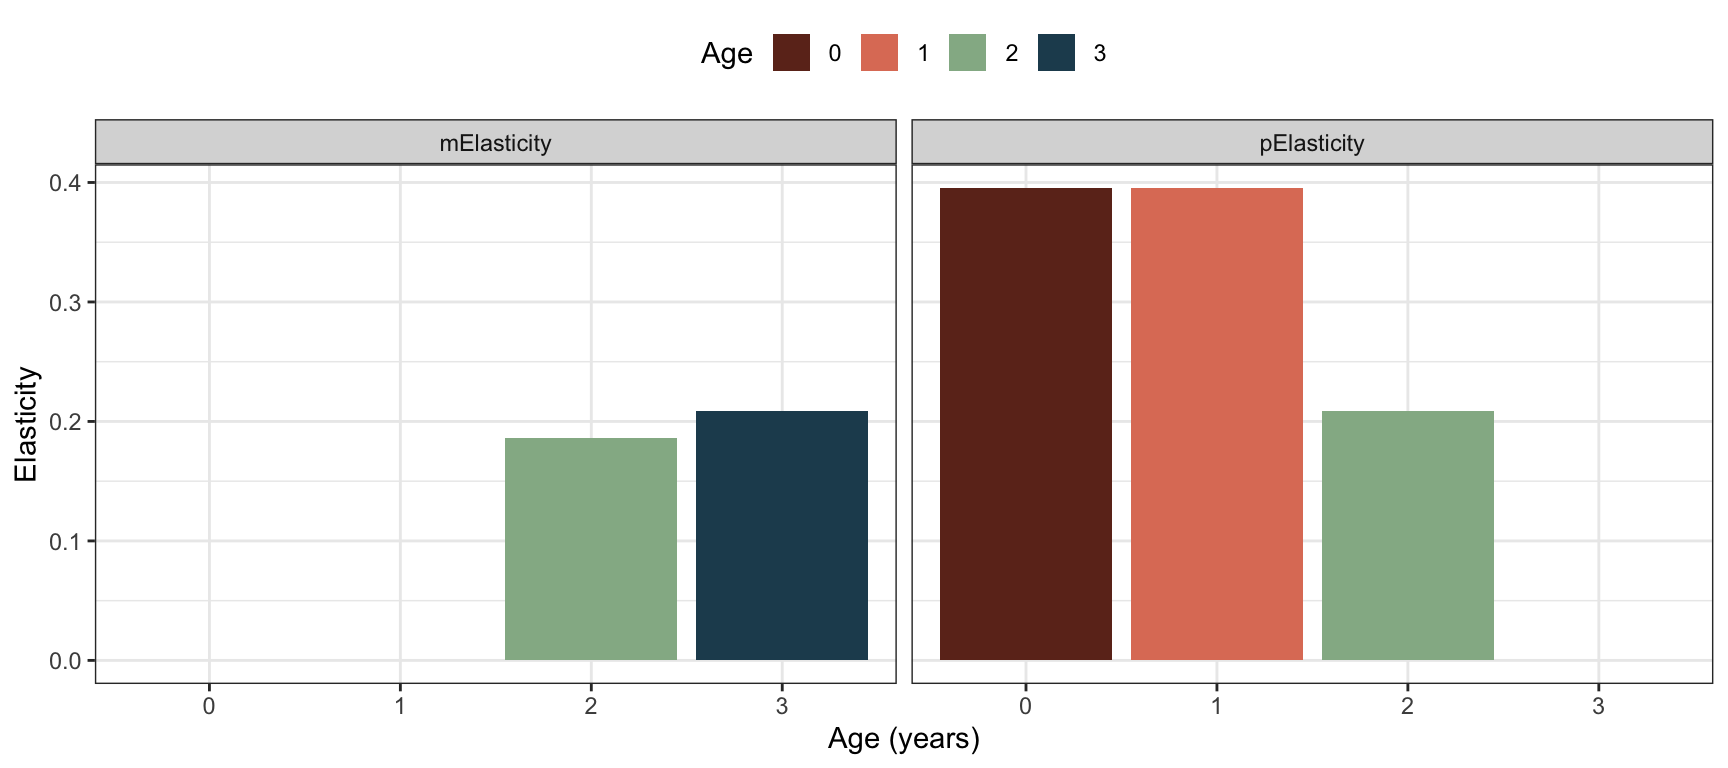 Age 0 1 2 3
mElasticity pElasticity
0.4
0.3
0.2
0.1
0.0
Elasticity
0 1 2 3 0 1 2 3
Age (years)